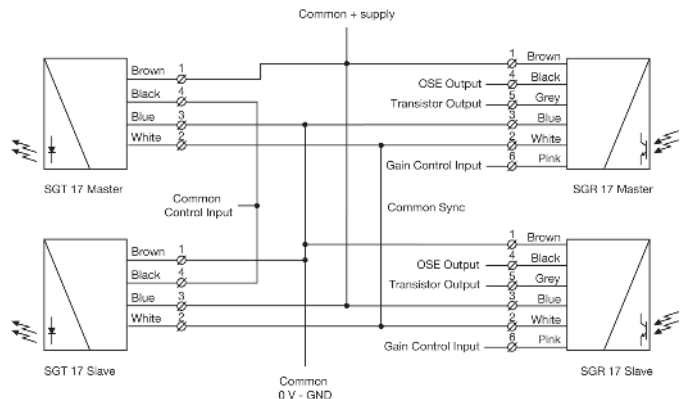 Common + supply
Brown 1
Black 4
Blue 3
White 2
SGT 17 Master
1 Brown
OSE Output 4 Black
Transistor Output 5 Grey
3 Blue
2 White
Gain Control Input 6 Pink
SGR 17 Master
Common
Control Input
Common Sync
Brown 1
Black 4
Blue 3
White 2
SGT 17 Slave
1 Brown
OSE Output 4 Black
Transistor Output 5 Grey
3 Blue
2 White
Gain Control Input 6 Pink
SGR 17 Slave
Common
0 V - GND